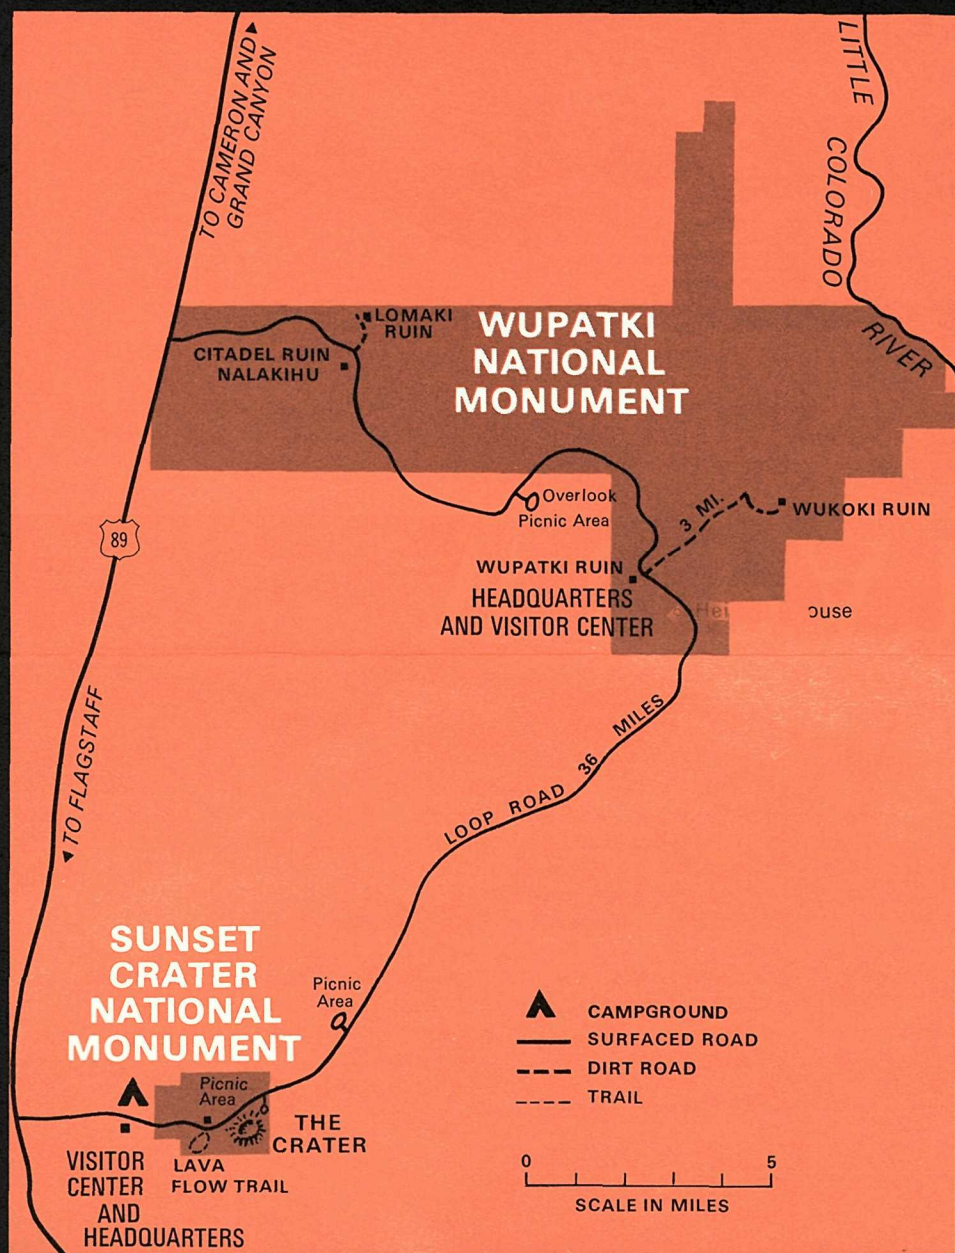 TO CAMERON AND
GRAND CANYON
LITTLE
COLORADO
RIVER
LOMAKI
RUIN
WUPATKI
NATIONAL
MONUMENT
CITADEL RUIN
NALAKIHU
89
Overlook
Picnic Area
3 MI.
WUKOKI RUIN
WUPATKI RUIN
HEADQUARTERS
AND VISITOR CENTER
TO FLAGSTAFF
LOOP ROAD 36 MILES
SUNSET
CRATER
NATIONAL
MONUMENT
Picnic
Area
Picnic
Area
THE
CRATER
VISITOR
CENTER
AND
HEADQUARTERS
LAVA
FLOW TRAIL
CAMPGROUND
SURFACED ROAD
DIRT ROAD
TRAIL
0 5
SCALE IN MILES